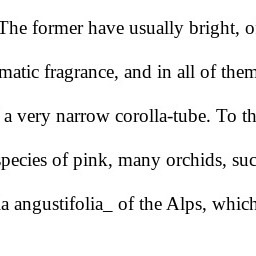 The former have usually bright, o
matic fragrance, and in all of them
a very narrow corolla-tube. To th
species of pink, many orchids, suc
a angustifolia_ of the Alps, which